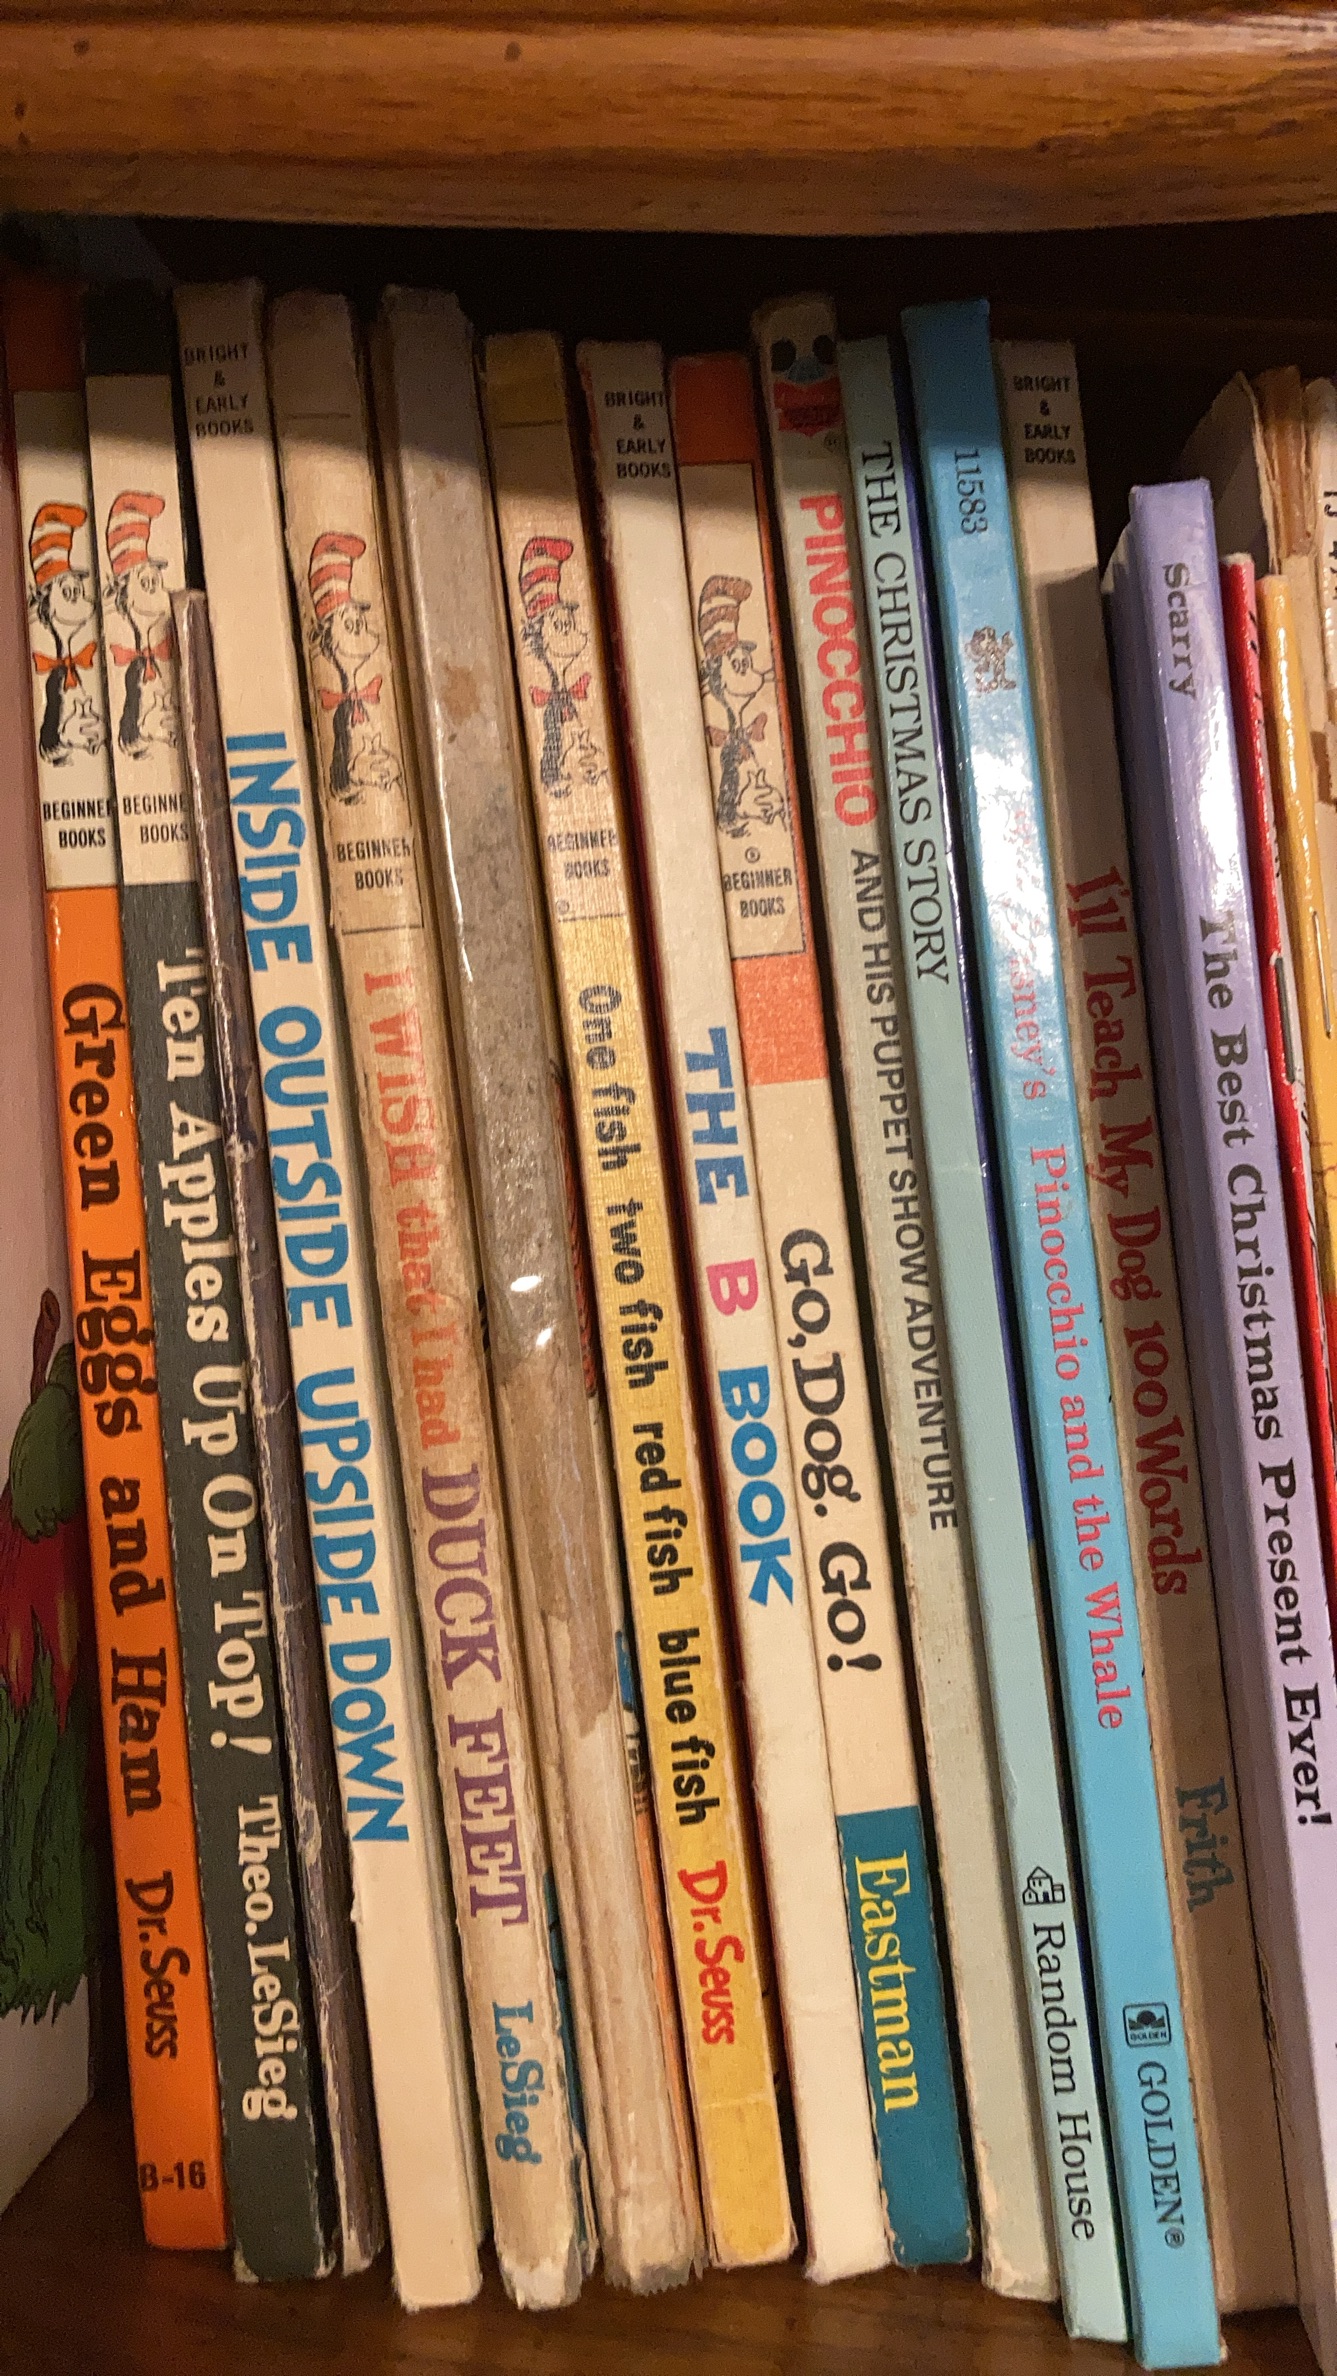 BEGINNE
BOOKS
Green Eggs and Ham Dr. Seuss
B-16
BEGINNE
BOOKS
Ten Apples Up On Top! Theo. LeSieg
BRIGHT
&
EARLY
BOOKS
INSIDE OUTSIDE UPSIDE DOWN
BEGINNER
BOOKS
I WISH that I had DUCK FEET LeSieg
BEGINNER
BOOKS
One fish two fish red fish blue fish Dr. Seuss
BRIGHT
&
EARLY
BOOKS
THE B BOOK
BEGINNER
BOOKS
Go, Dog. Go! Eastman
PINOCCHIO AND HIS PUPPET SHOW ADVENTURE
THE CHRISTMAS STORY Random House
11583 Disney's Pinocchio and the Whale GOLDEN GOLDEN®
BRIGHT
&
EARLY
BOOKS
I'll Teach My Dog 100 Words Frith
Scarry The Best Christmas Present Ever!